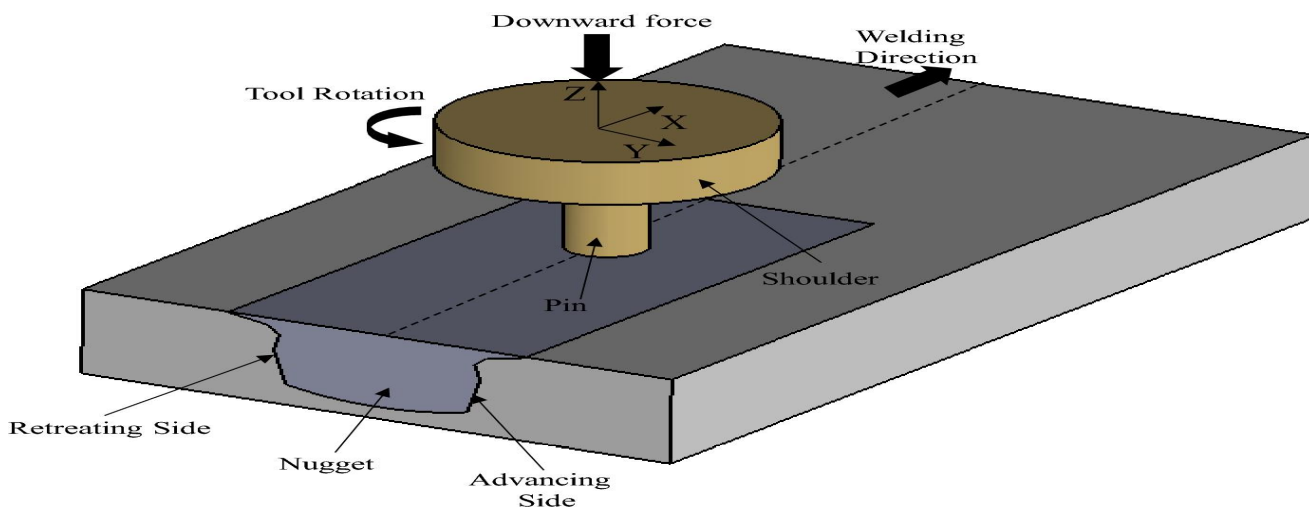 Downward force
Welding
Direction
Tool Rotation
Z
X
Y
Shoulder
Pin
Retreating Side
Nugget
Advancing
Side